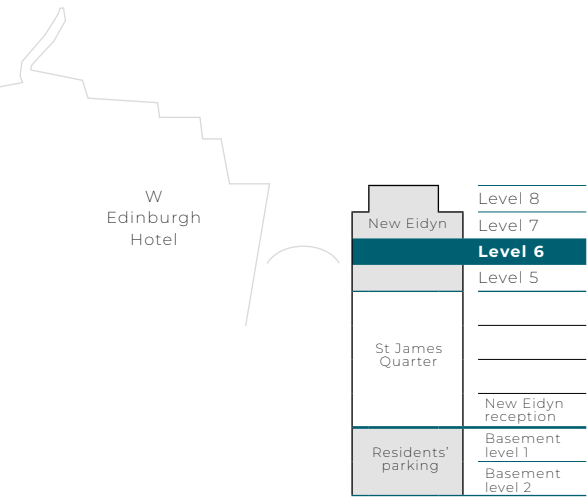 W
Edinburgh
Hotel
Level 8
New Eidyn
Level 7
Level 6
Level 5
St James
Quarter
New Eidyn
reception
Residents'
parking
Basement
level 1
Basement
level 2